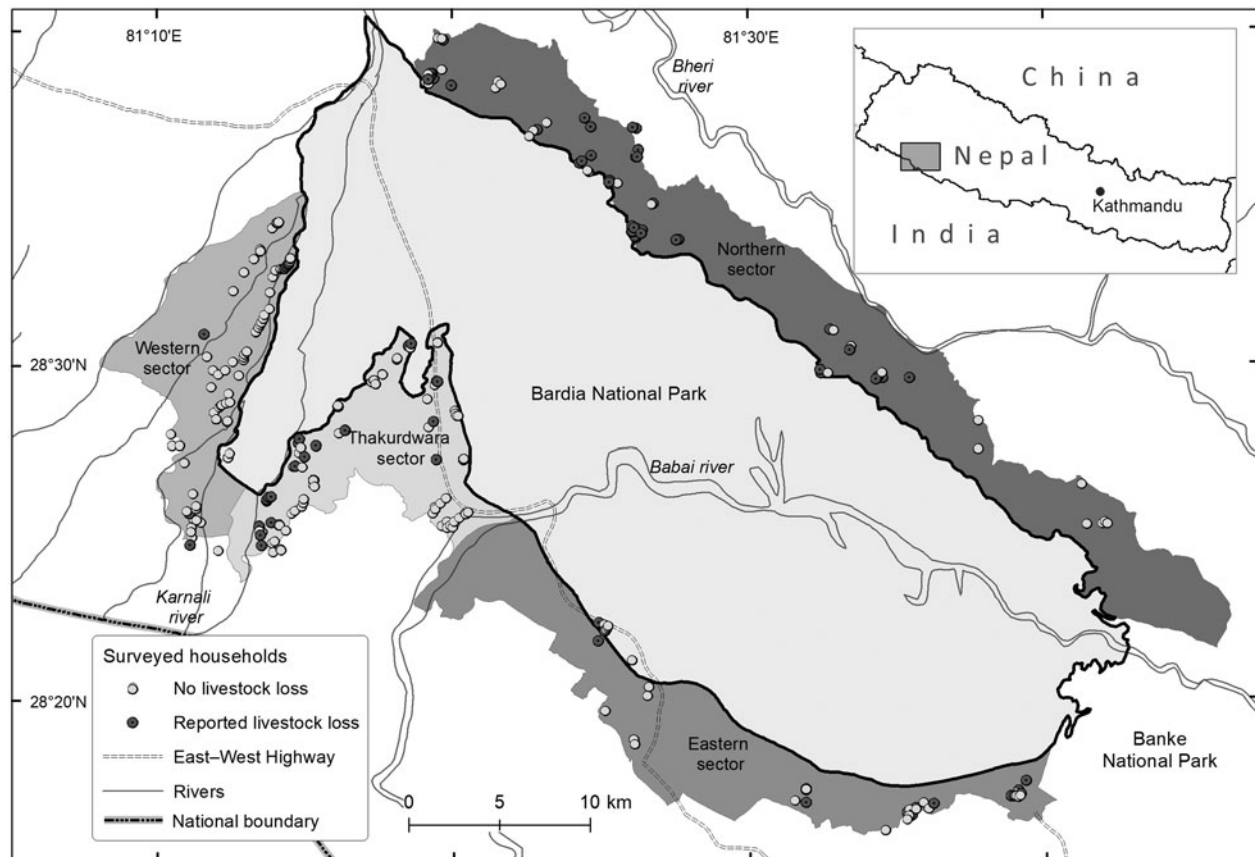 81°10'E
81°30'E
Bheri
river
China
Nepal
Kathmandu
India
Northern
sector
Western
sector
28°30'N
Bardia National Park
Thakurdwara
sector
Babai river
Karnali
river
Surveyed households
No livestock loss
Reported livestock loss
East–West Highway
Rivers
National boundary
28°20'N
Eastern
sector
Banke
National Park
0 5 10 km